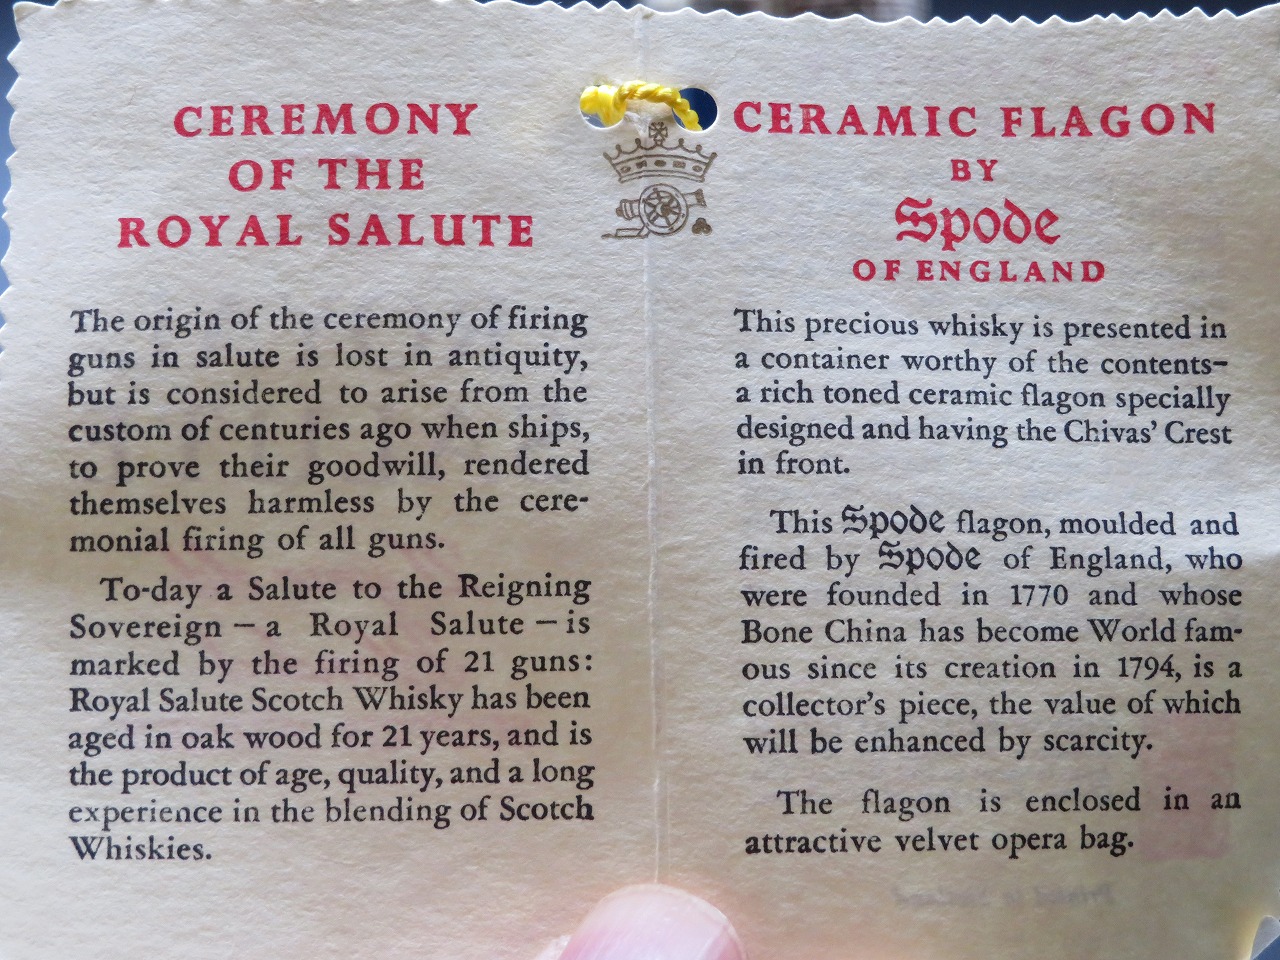 CEREMONY
OF THE
ROYAL SALUTE
The origin of the ceremony of firing
guns in salute is lost in antiquity,
but is considered to arise from the
custom of centuries ago when ships,
to prove their goodwill, rendered
themselves harmless by the cere-
monial firing of all guns.
To-day a Salute to the Reigning
Sovereign – a Royal Salute – is
marked by the firing of 21 guns:
Royal Salute Scotch Whisky has been
aged in oak wood for 21 years, and is
the product of age, quality, and a long
experience in the blending of Scotch
Whiskies.
CERAMIC FLAGON
BY
Spode
OF ENGLAND
This precious whisky is presented in
a container worthy of the contents–
a rich toned ceramic flagon specially
designed and having the Chivas' Crest
in front.
This Spode flagon, moulded and
fired by Spode of England, who
were founded in 1770 and whose
Bone China has become World fam-
ous since its creation in 1794, is a
collector's piece, the value of which
will be enhanced by scarcity.
The flagon is enclosed in an
attractive velvet opera bag.